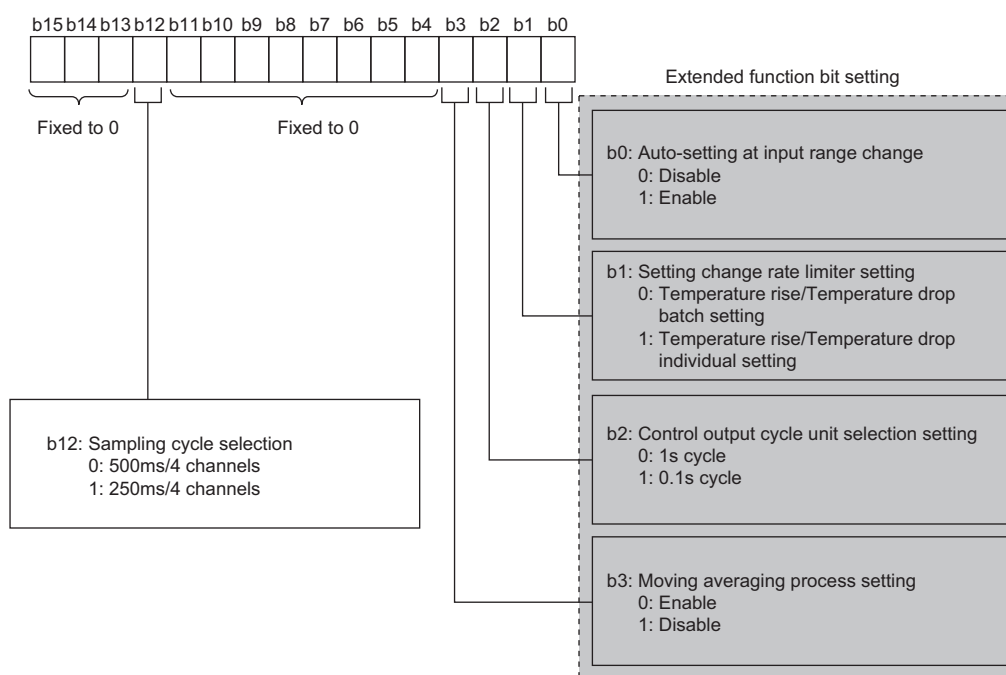 b15 b14 b13 b12 b11 b10 b9 b8 b7 b6 b5 b4 b3 b2 b1 b0
Fixed to 0
Fixed to 0
Extended function bit setting
b0: Auto-setting at input range change
0: Disable
1: Enable
b1: Setting change rate limiter setting
0: Temperature rise/Temperature drop
batch setting
1: Temperature rise/Temperature drop
individual setting
b12: Sampling cycle selection
0: 500ms/4 channels
1: 250ms/4 channels
b2: Control output cycle unit selection setting
0: 1s cycle
1: 0.1s cycle
b3: Moving averaging process setting
0: Enable
1: Disable